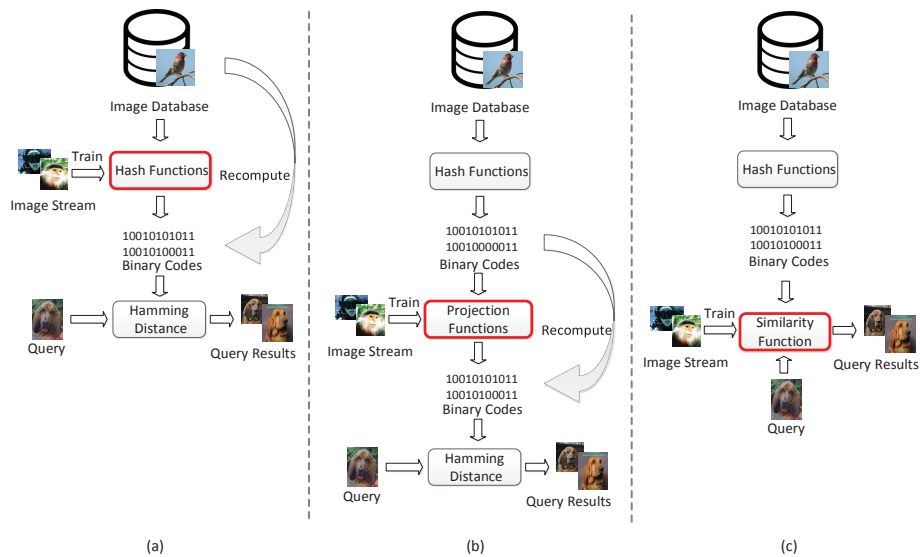 Image Database
Train
Hash Functions
Recompute
Image Stream
10010101011
10010100011
Binary Codes
Hamming
Distance
Query
Query Results
(a)
Image Database
Hash Functions
10010101011
10010000011
Binary Codes
Train
Projection
Functions
Recompute
Image Stream
10010101011
10010100011
Binary Codes
Hamming
Distance
Query
Query Results
(b)
Image Database
Hash Functions
10010101011
10010100011
Binary Codes
Train
Similarity
Function
Image Stream
Query Results
Query
(c)